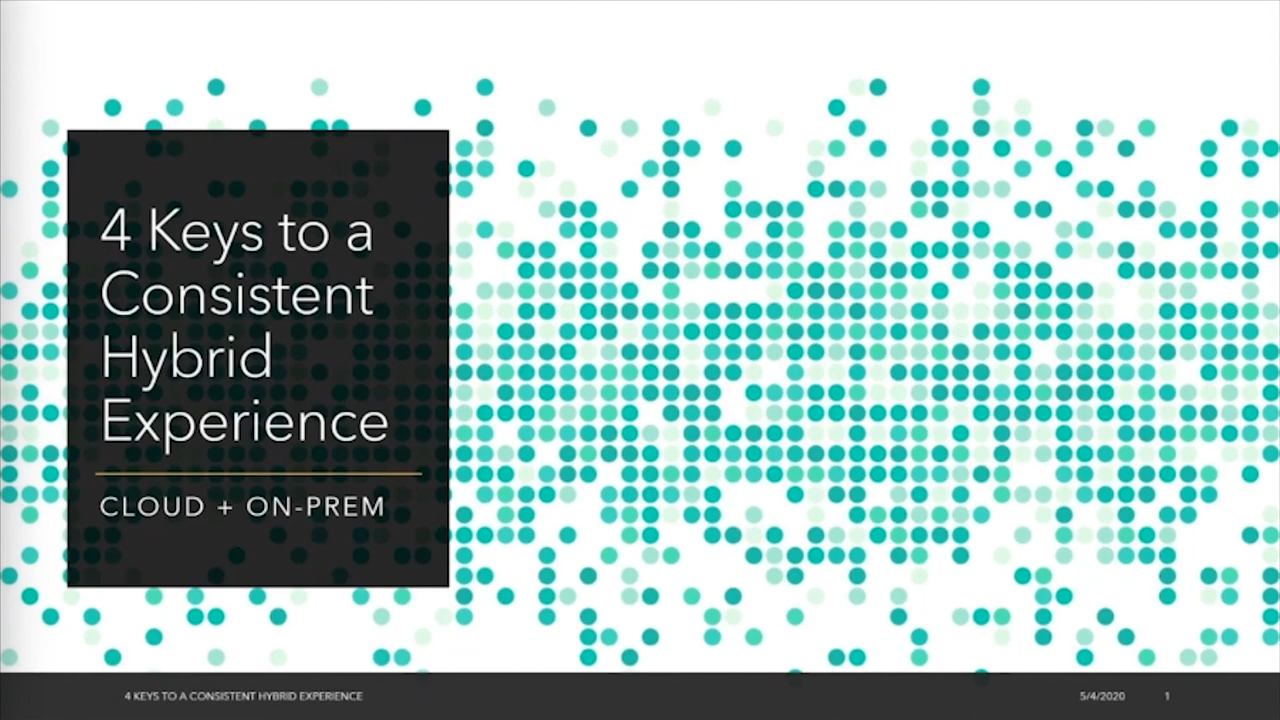 4 Keys to a
Consistent
Hybrid
Experience
CLOUD + ON-PREM
4 KEYS TO A CONSISTENT HYBRID EXPERIENCE
5/4/2020
1